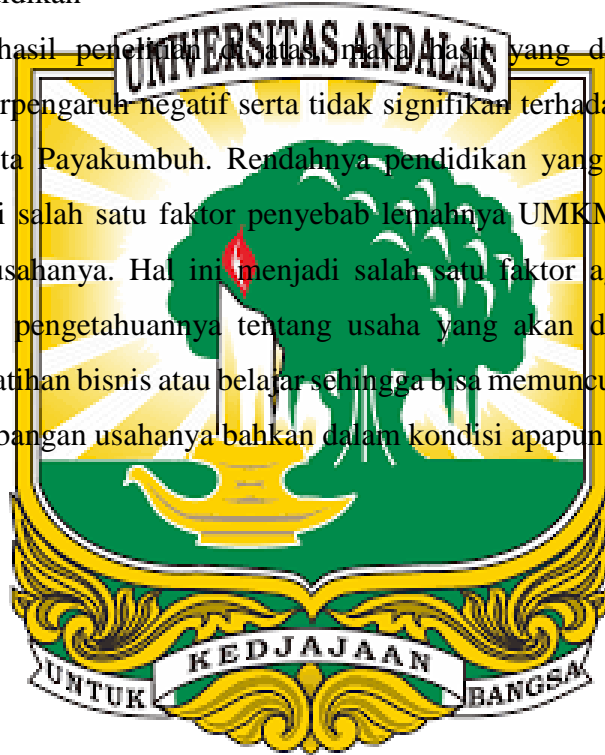 didikan
UNIVERSITAS ANDALAS
hasil penelitian di atas, maka hasil yang d
rpengaruh negatif serta tidak signifikan terhada
ta Payakumbuh. Rendahnya pendidikan yang
i salah satu faktor penyebab lemahnya UMKM
usahanya. Hal ini menjadi salah satu faktor a
pengetahuannya tentang usaha yang akan d
atihan bisnis atau belajar sehingga bisa memuncu
bangan usahanya bahkan dalam kondisi apapun
UNTUK KEDJAJAAN BANGSA